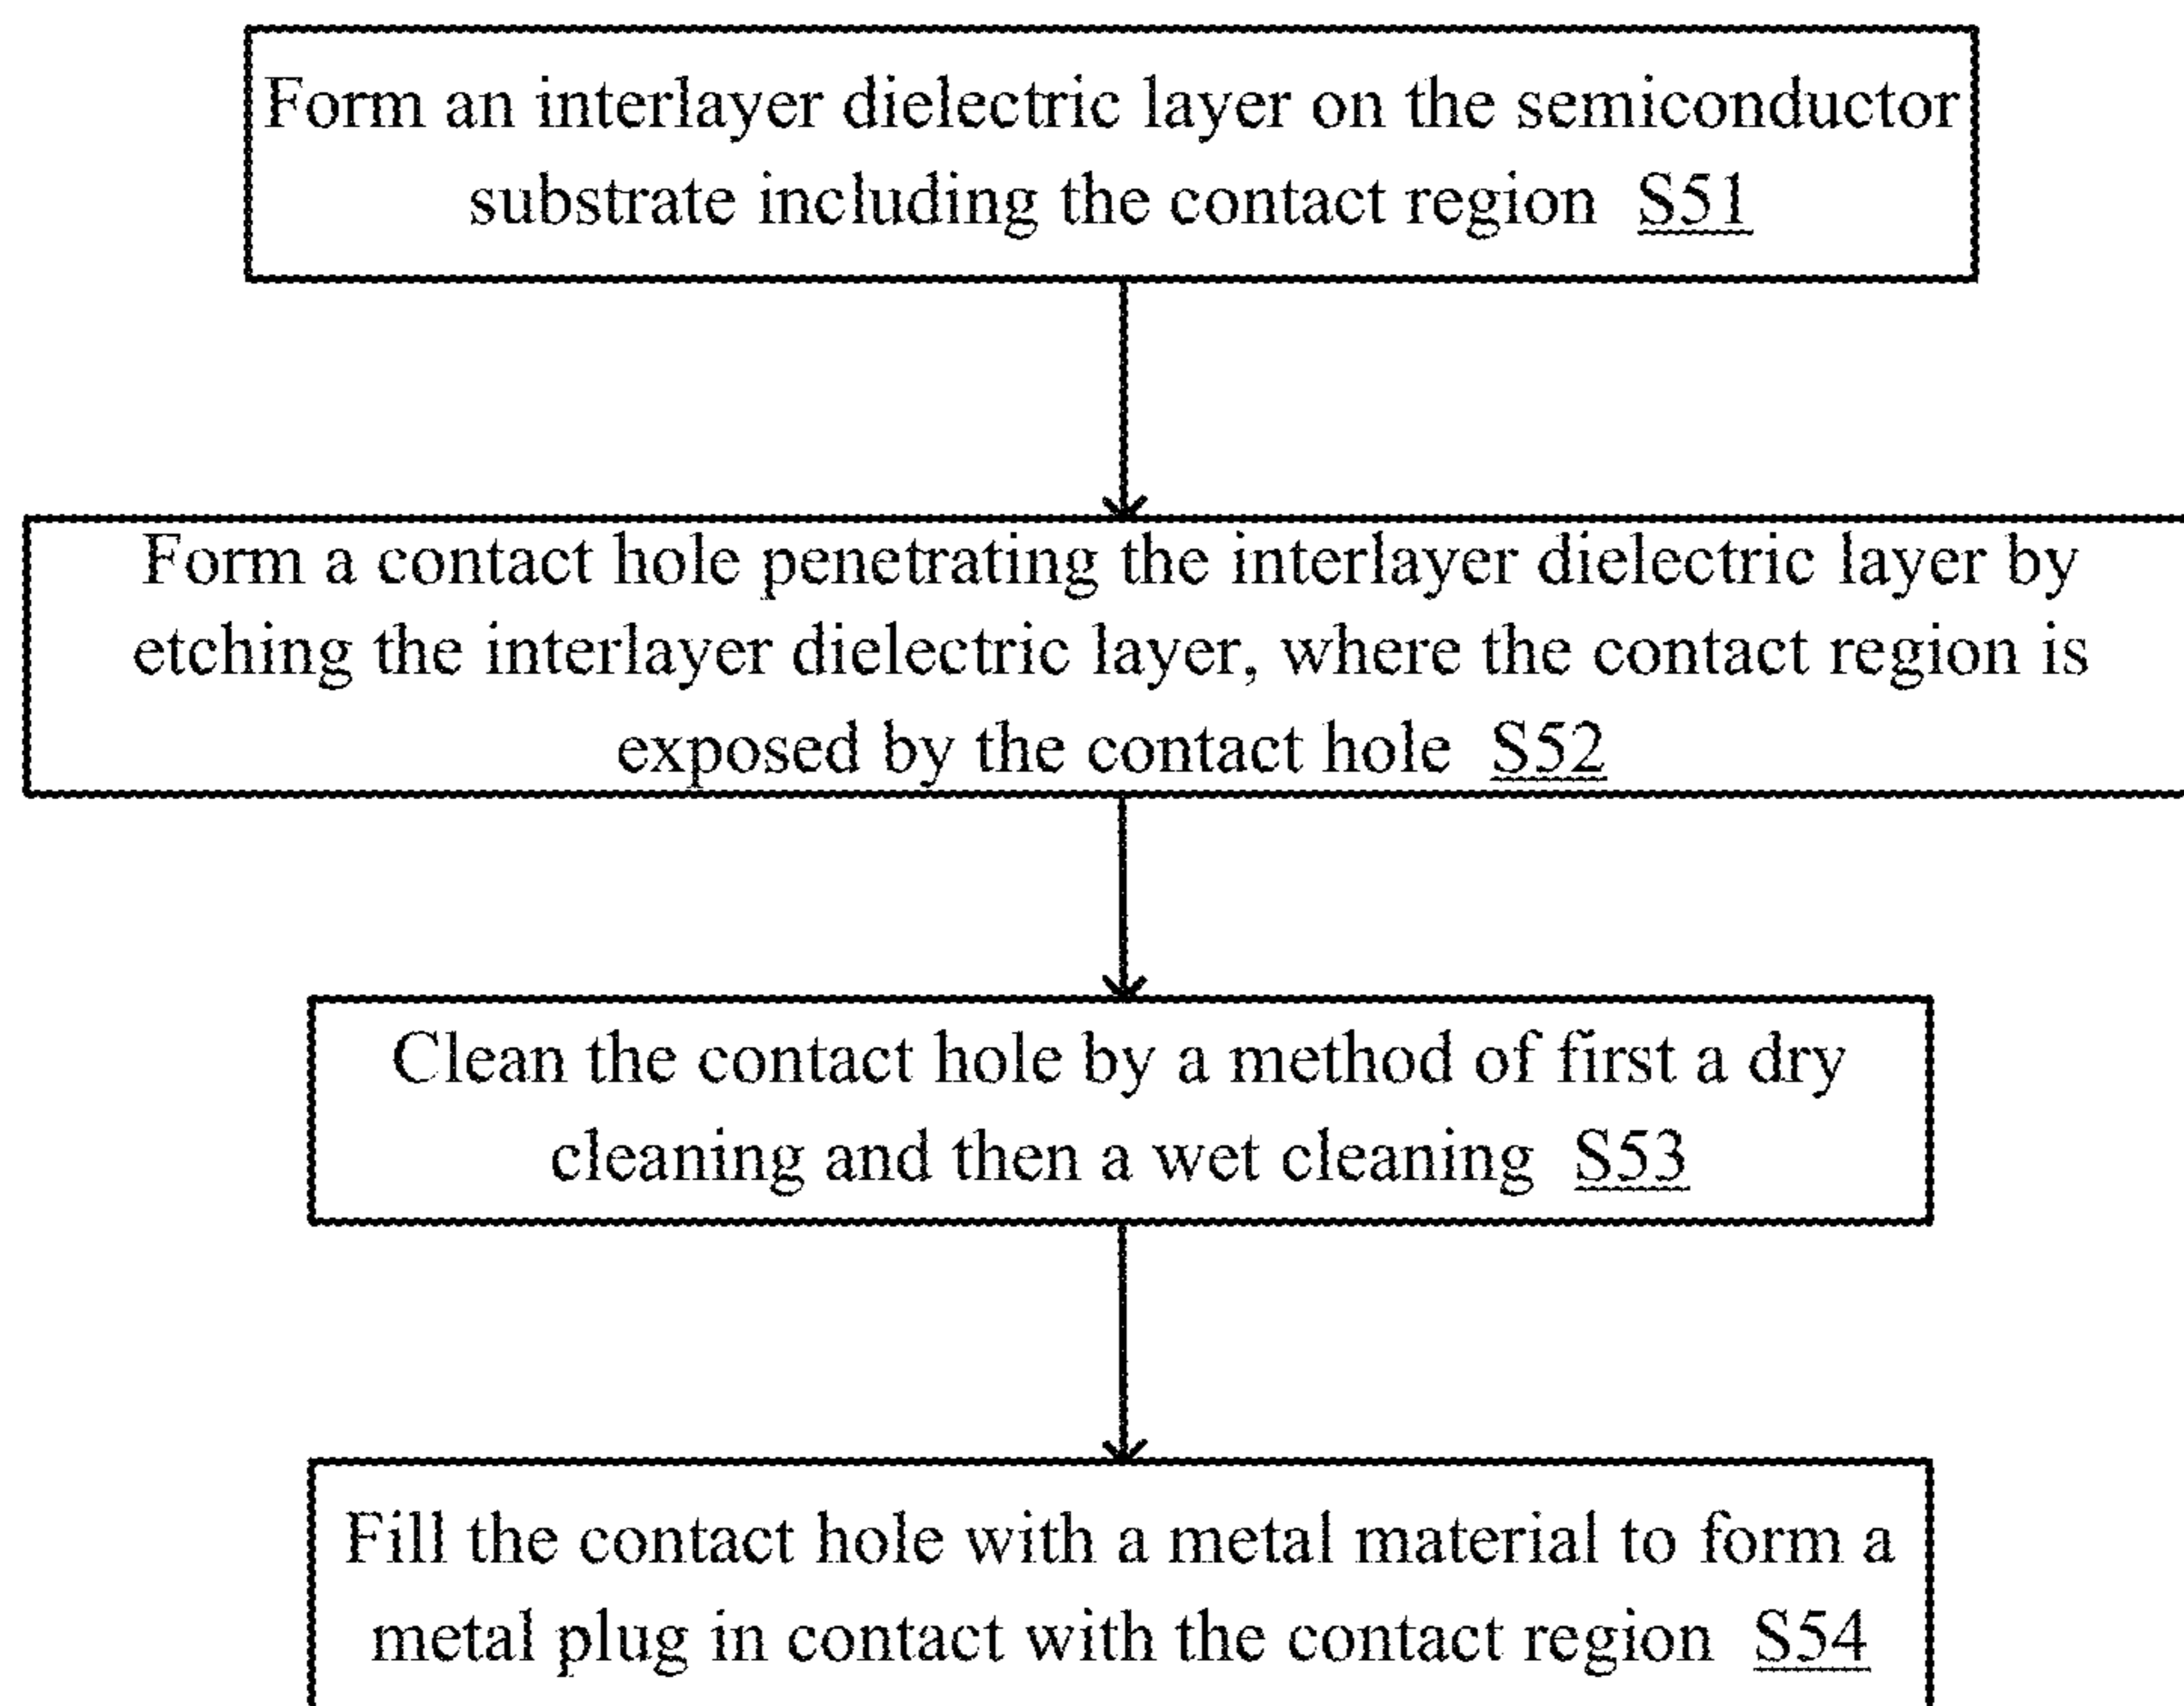 Form an interlayer dielectric layer on the semiconductor
substrate including the contact region S51
Form a contact hole penetrating the interlayer dielectric layer by
etching the interlayer dielectric layer, where the contact region is
exposed by the contact hole S52
Clean the contact hole by a method of first a dry
cleaning and then a wet cleaning S53
Fill the contact hole with a metal material to form a
metal plug in contact with the contact region S54